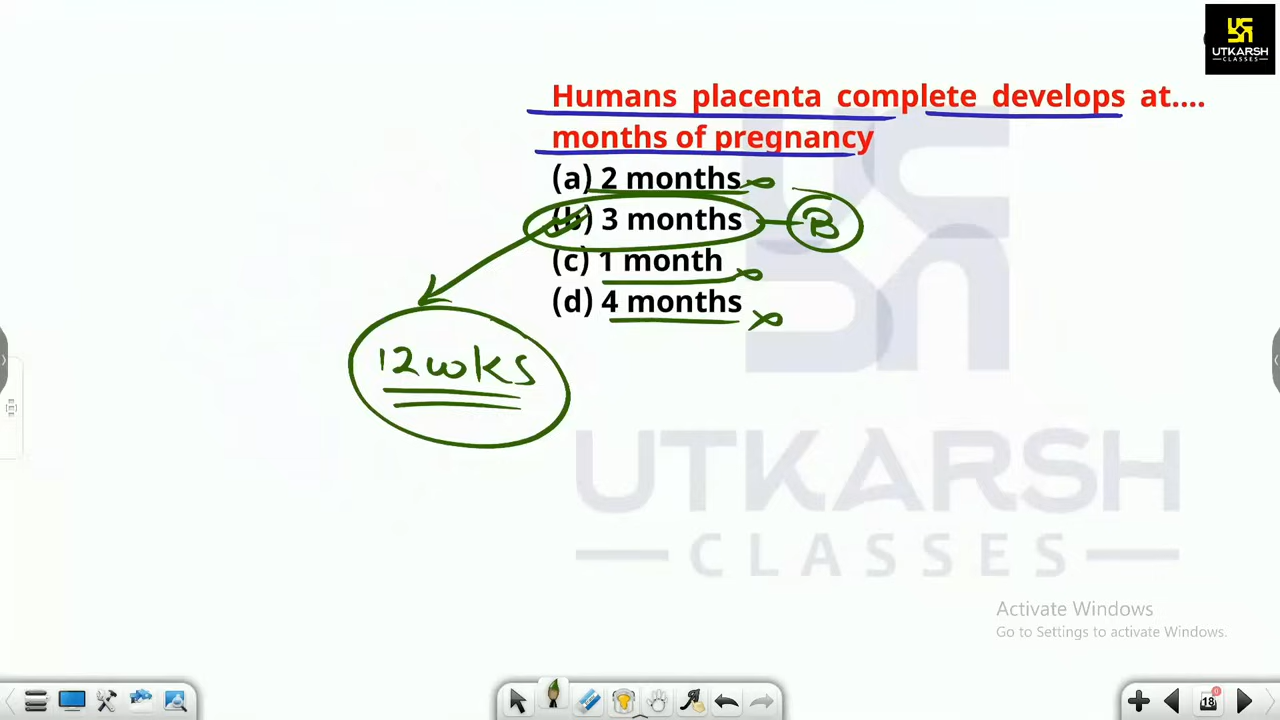 UTKARSH
CLASSES
Humans placenta complete develops at....
months of pregnancy
(a) 2 months
(b) 3 months
B
(c) 1 month
(d) 4 months
12 wks
UTKARSH
CLASSES
Activate Windows
Go to Settings to activate Windows.
18